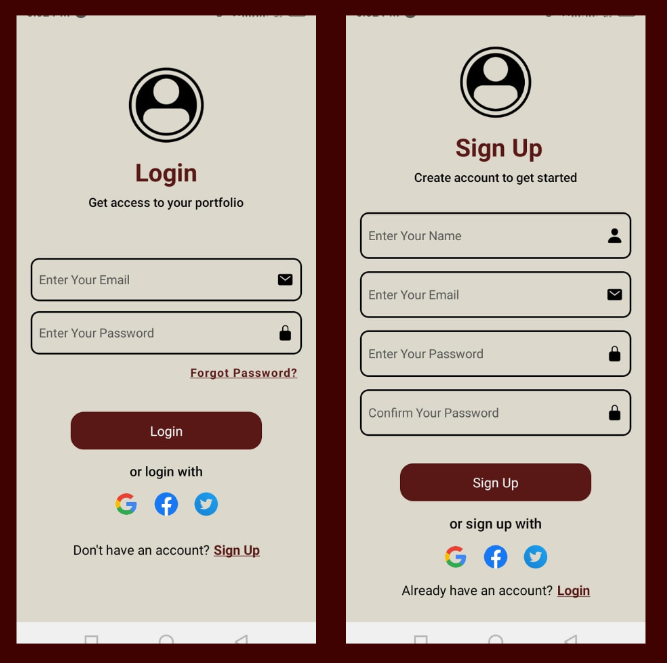 Login
Get access to your portfolio
Enter Your Email
Enter Your Password
Forgot Password?
Login
or login with
Don't have an account? Sign Up
Sign Up
Create account to get started
Enter Your Name
Enter Your Email
Enter Your Password
Confirm Your Password
Sign Up
or sign up with
Already have an account? Login